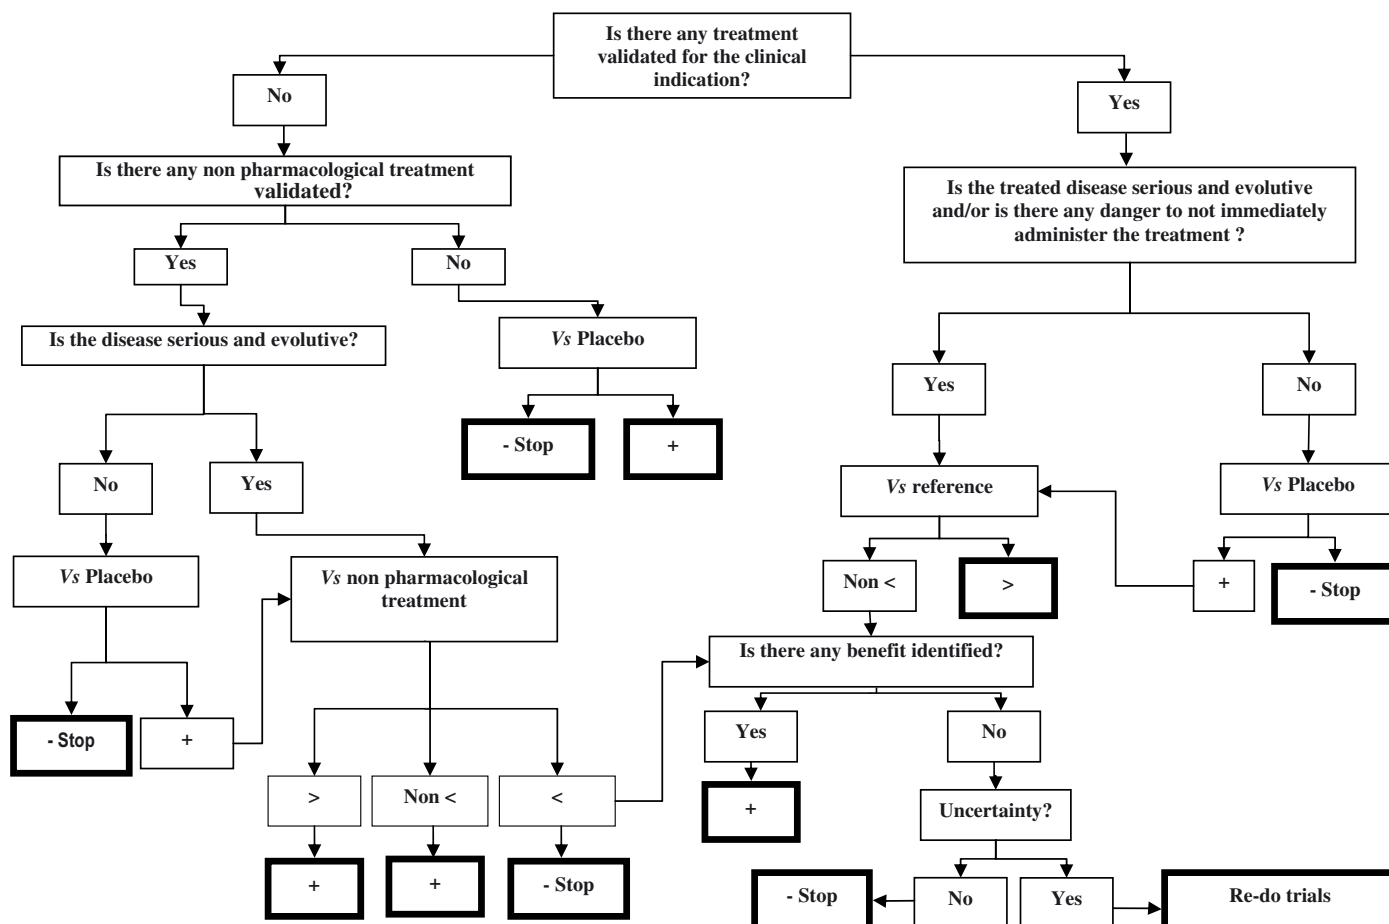 Is there any treatment
validated for the clinical
indication?
No
Yes
Is there any non pharmacological treatment
validated?
Is the treated disease serious and evolutive
and/or is there any danger to not immediately
administer the treatment ?
Yes
No
Is the disease serious and evolutive?
Vs Placebo
- Stop
+
Yes
No
No
Yes
Vs reference
Vs Placebo
Vs Placebo
Vs non pharmacological
treatment
Non <
>
+
- Stop
Is there any benefit identified?
- Stop
+
Yes
No
>
Non <
<
+
Uncertainty?
+
+
- Stop
- Stop
No
Yes
Re-do trials